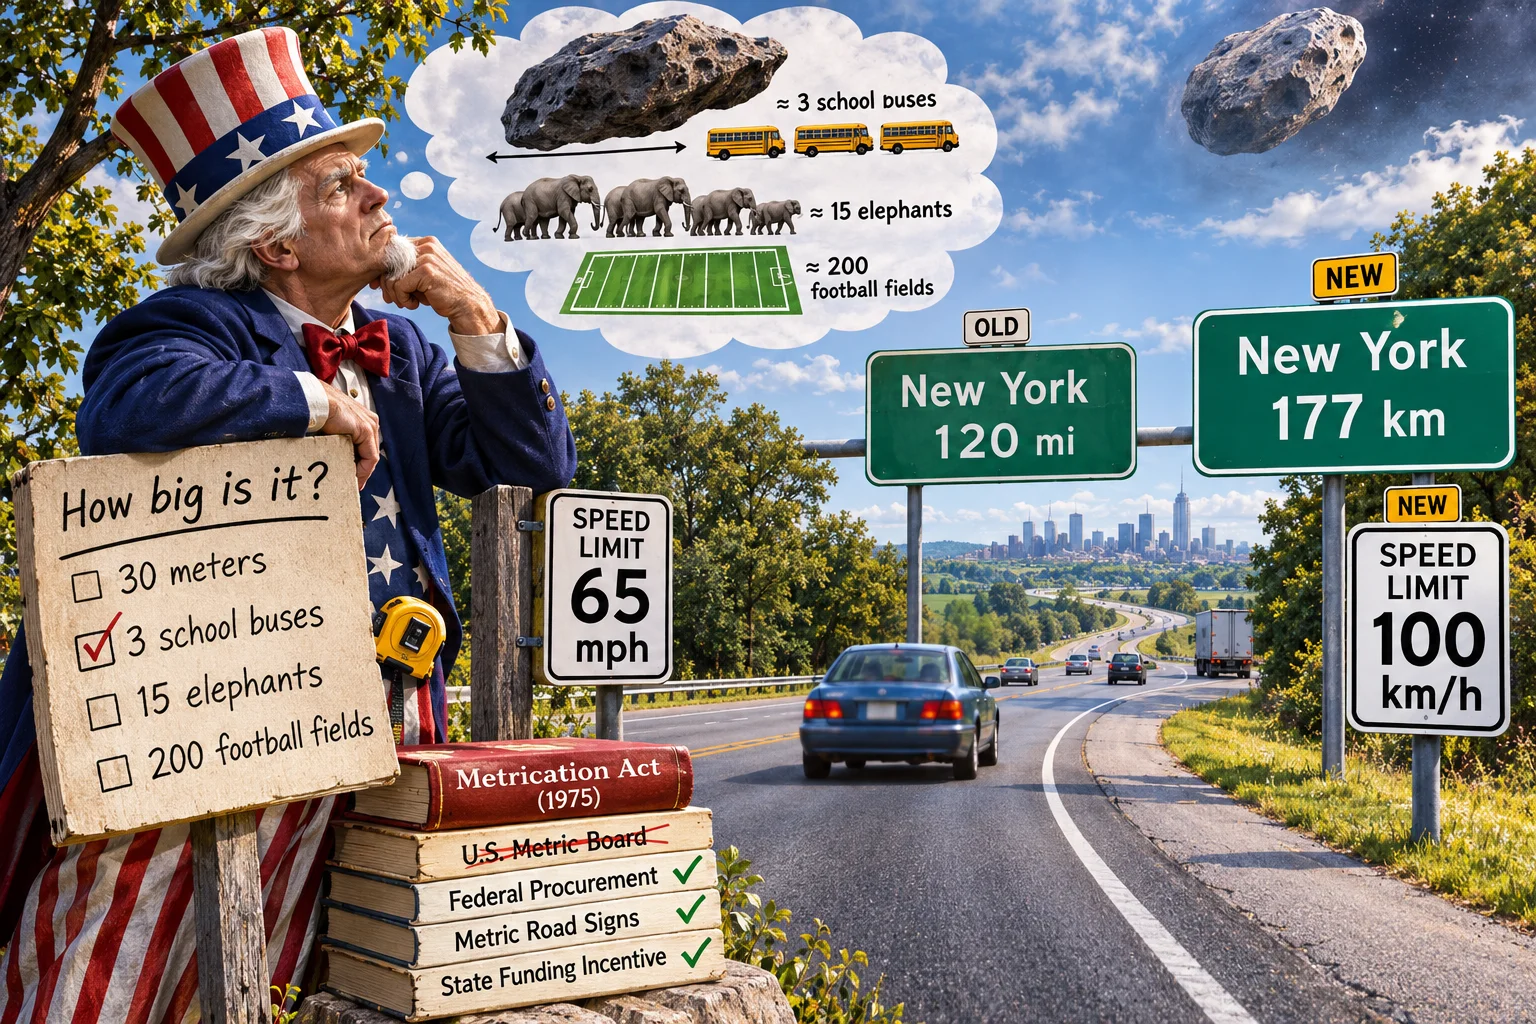 ≈ 3 school buses
≈ 15 elephants
≈ 200
football fields
OLD
New York
120 mi
NEW
New York
177 km
How big is it?
30 meters
3 school buses
15 elephants
200 football fields
SPEED
LIMIT
65
mph
NEW
SPEED
LIMIT
100
km/h
Metrication Act
(1975)
U.S. Metric Board
Federal Procurement
Metric Road Signs
State Funding Incentive